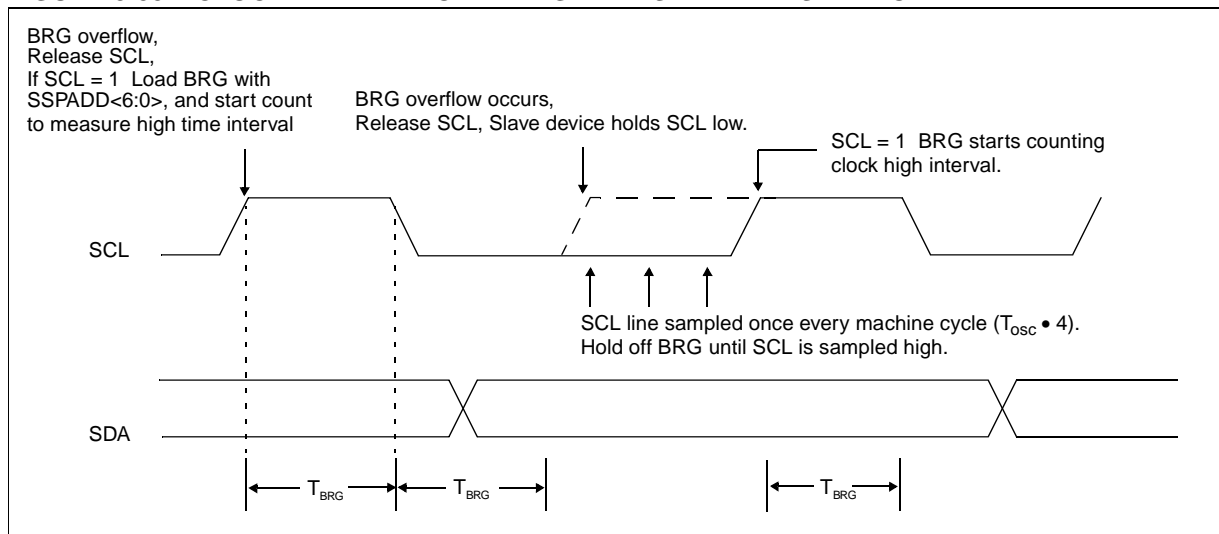 BRG overflow,
Release SCL,
If SCL = 1 Load BRG with
SSPADD<6:0>, and start count
to measure high time interval
BRG overflow occurs,
Release SCL, Slave device holds SCL low.
SCL = 1 BRG starts counting
clock high interval.
SCL
SCL line sampled once every machine cycle (Tosc • 4).
Hold off BRG until SCL is sampled high.
SDA
TBRG
TBRG
TBRG